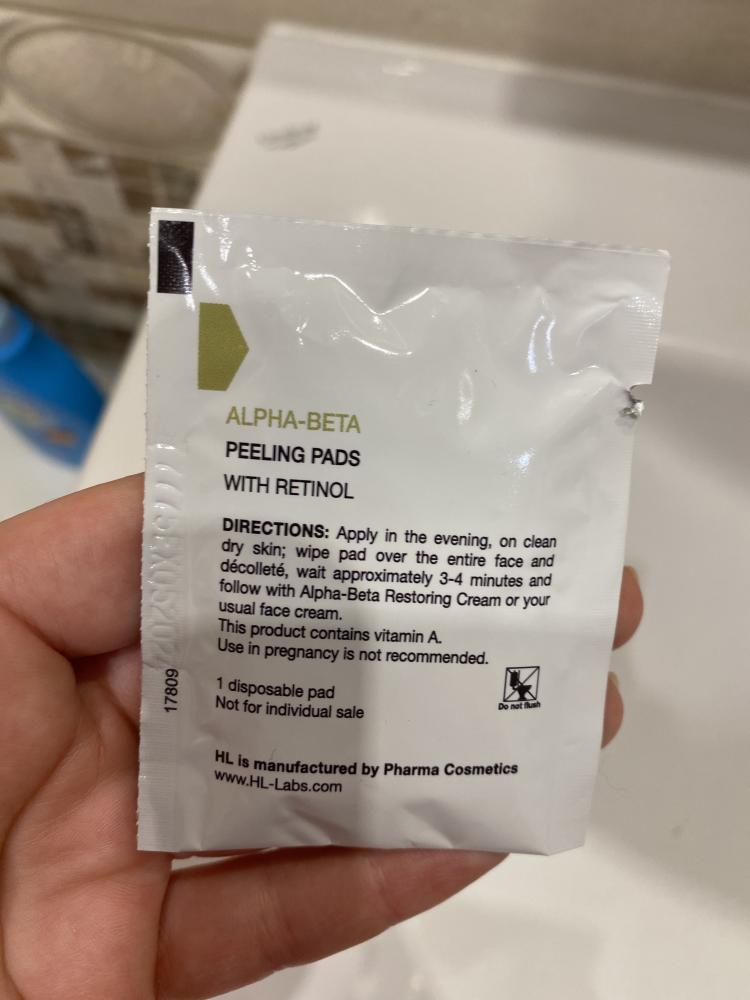 ALPHA-BETA
PEELING PADS
WITH RETINOL
DIRECTIONS: Apply in the evening, on clean
dry skin; wipe pad over the entire face and
décolleté, wait approximately 3-4 minutes and
follow with Alpha-Beta Restoring Cream or your
usual face cream.
This product contains vitamin A.
Use in pregnancy is not recommended.
1 disposable pad
Not for individual sale
Do not flush
HL is manufactured by Pharma Cosmetics
www.HL-Labs.com
17809